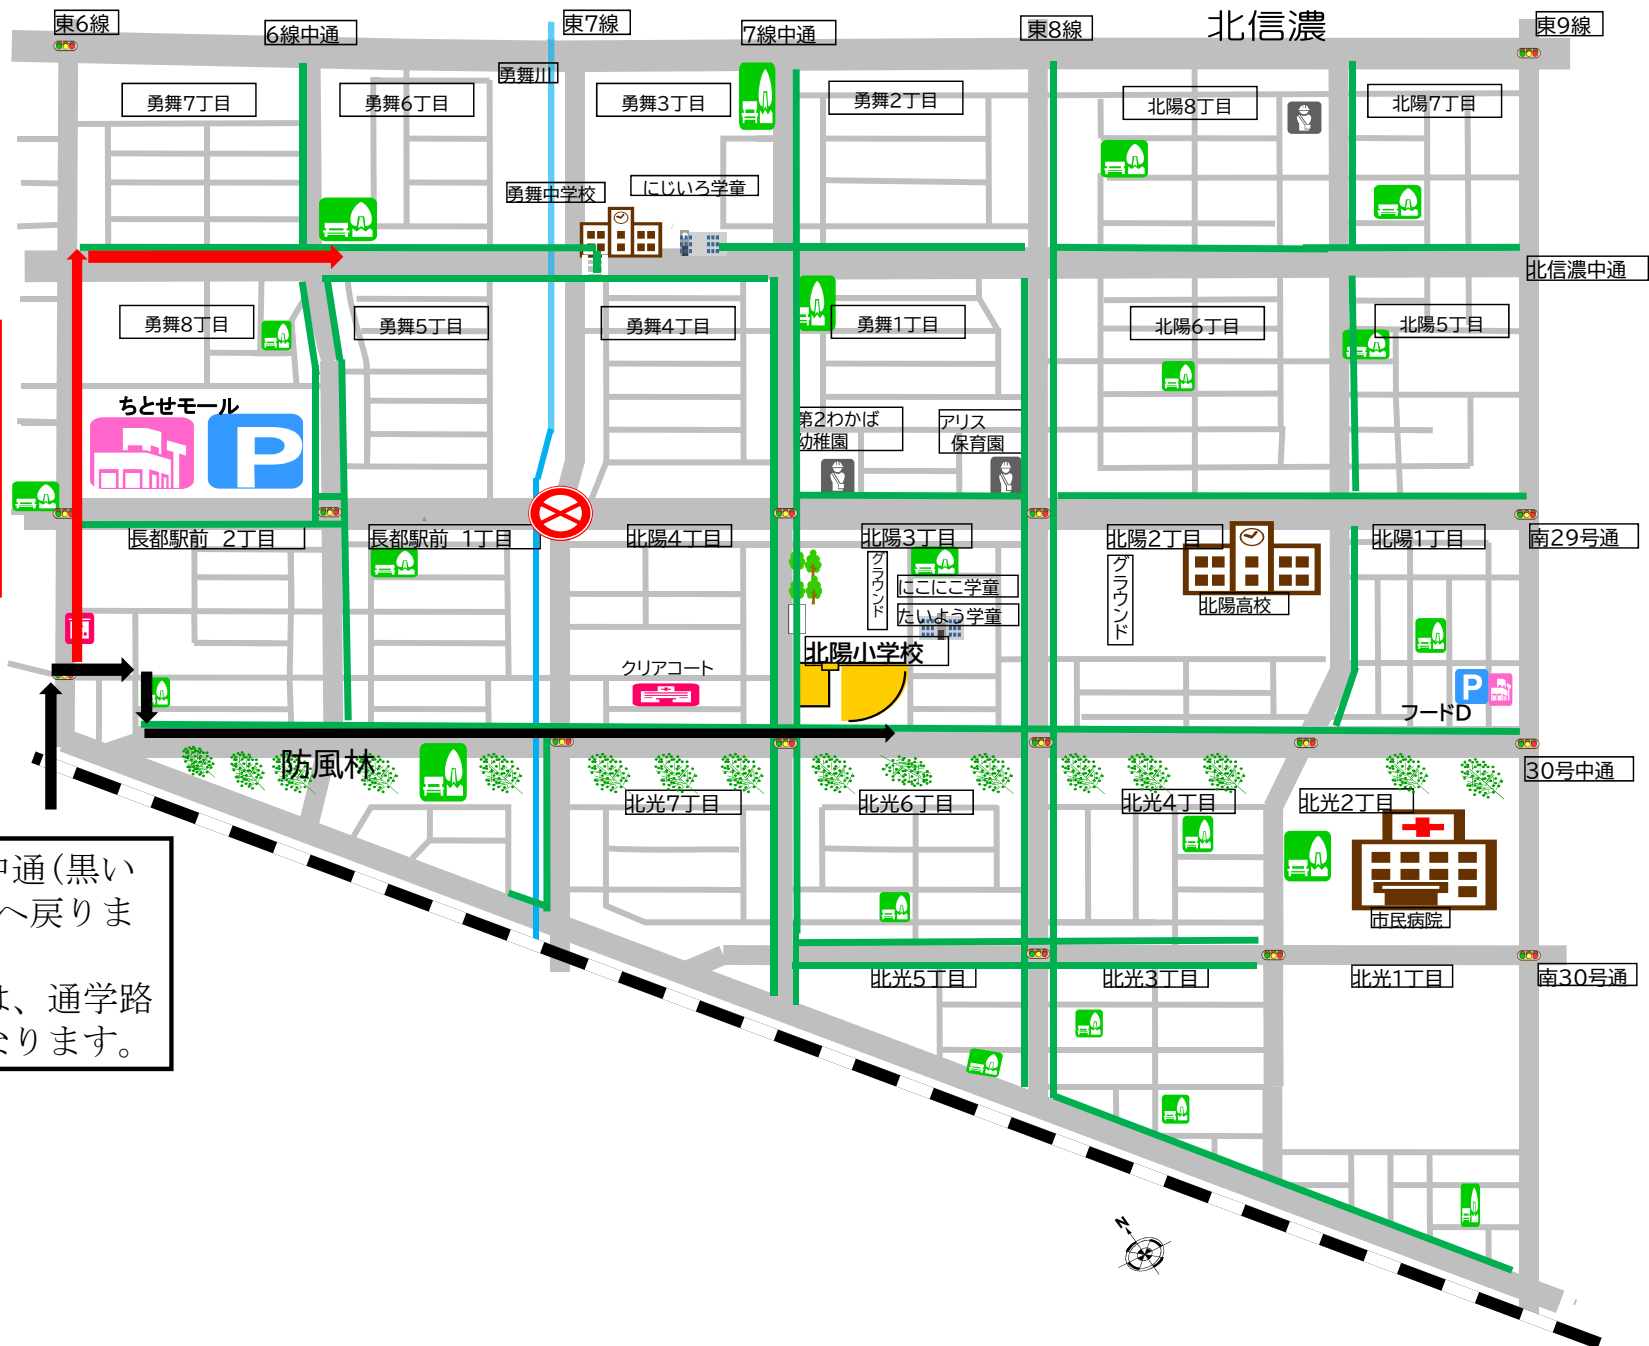 東6線
6線中通
東7線
7線中通
東8線
北信濃
東9線
勇舞川
勇舞7丁目
勇舞6丁目
勇舞3丁目
勇舞2丁目
北陽8丁目
北陽7丁目
勇舞中学校
にじいろ学童
北信濃中通
勇舞8丁目
勇舞5丁目
勇舞4丁目
勇舞1丁目
北陽6丁目
北陽5丁目
ちとせモール
P
第2わかば
幼稚園
アリス
保育園
長都駅前 2丁目
長都駅前 1丁目
北陽4丁目
北陽3丁目
北陽2丁目
北陽1丁目
南29号通
グラウンド
にこにこ学童
たいよう学童
グラウンド
北陽高校
北陽小学校
クリアコート
P
フードD
防風林
30号中通
北光7丁目
北光6丁目
北光4丁目
北光2丁目
中通(黒い
へ戻りま
は、通学路
なります。
市民病院
北光5丁目
北光3丁目
北光1丁目
南30号通
N